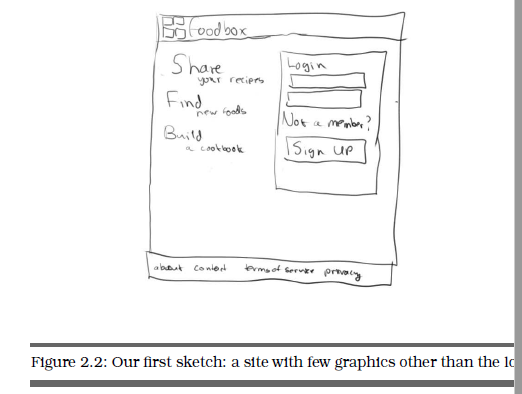 Foodbox
Share
your recipes
Find
new foods
Build
a cookbook
Login
Not a member?
Sign UP
about contact terms of service privacy
Figure 2.2: Our first sketch: a site with few graphics other than the lo